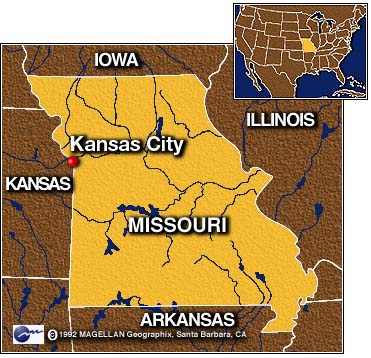 IOWA
ILLINOIS
Kansas City
KANSAS
MISSOURI
ARKANSAS
© 1992 MAGELLAN Geographix, Santa Barbara, CA